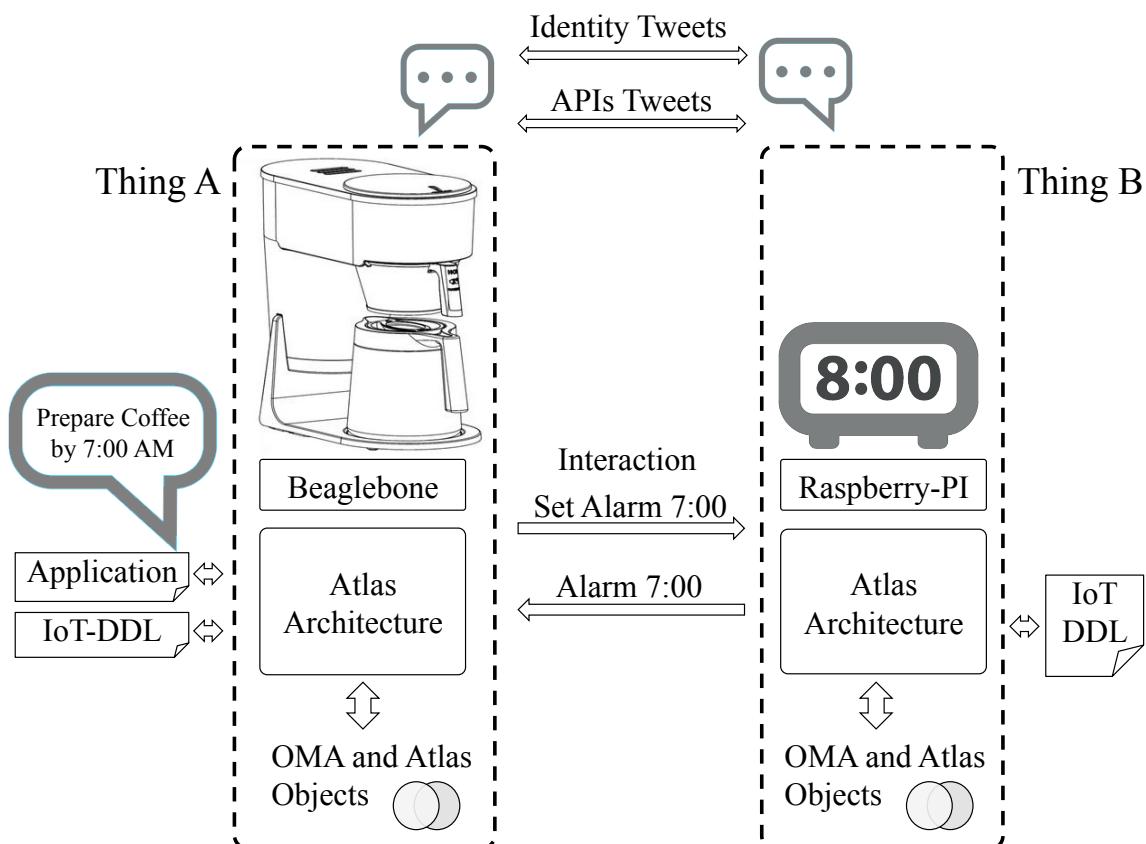 Identity Tweets
APIs Tweets
Thing A
Thing B
8:00
Prepare Coffee
by 7:00 AM
Beaglebone
Interaction
Set Alarm 7:00
Raspberry-PI
Application
IoT-DDL
Atlas
Architecture
Alarm 7:00
Atlas
Architecture
IoT
DDL
OMA and Atlas
Objects
OMA and Atlas
Objects